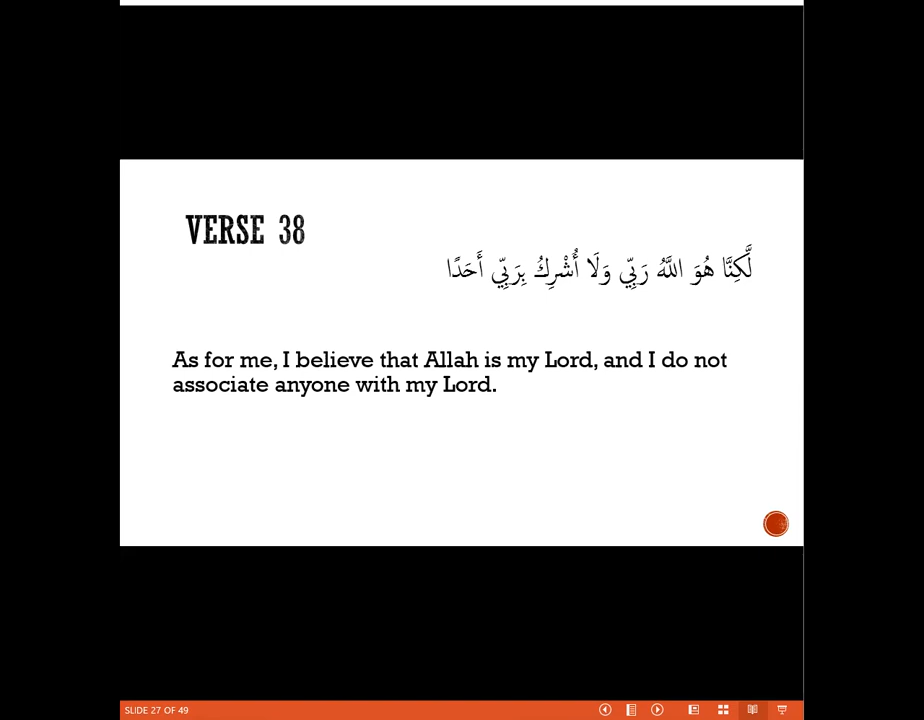 VERSE 38
لَّٰكِنَّا هُوَ اللَّهُ رَبِّي وَلَا أُشْرِكُ بِرَبِّي أَحَدًا
As for me, I believe that Allah is my Lord, and I do not
associate anyone with my Lord.
SLIDE 27 OF 49